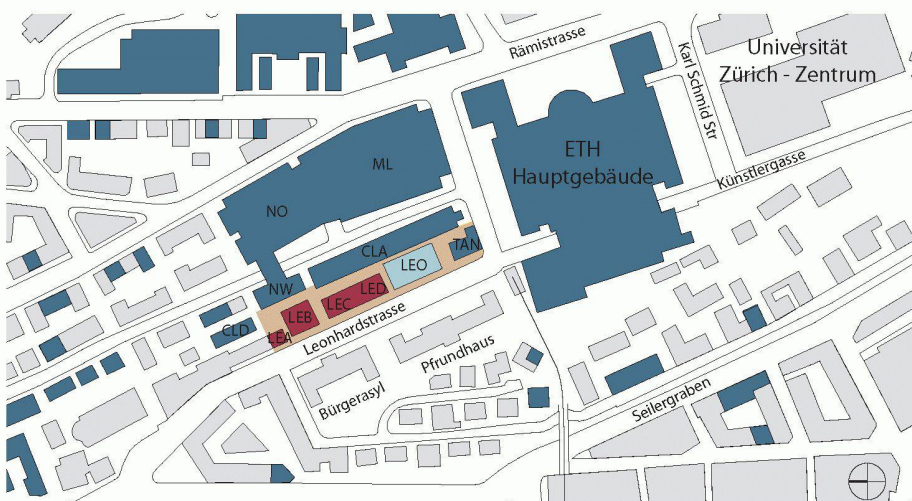 Rämistrasse
Karl Schmid Str
Universität
Zürich - Zentrum
ETH
Hauptgebäude
Künstlergasse
ML
NO
CLA
TAN
LEO
NW
LED
LEC
LEB
LEA
CLD
Leonhardstrasse
Pfrundhaus
Bürgerasyl
Seilergraben